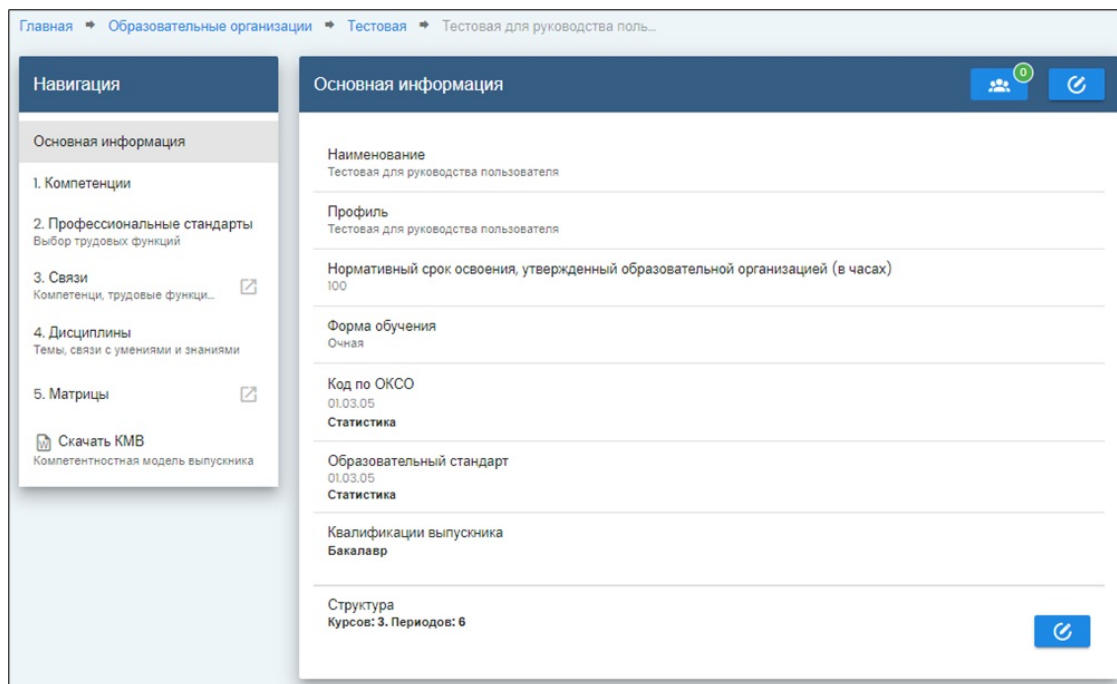 Главная → Образовательные организации → Тестовая → Тестовая для руководства поль...
Навигация
Основная информация
1. Компетенции
2. Профессиональные стандарты
Выбор трудовых функций
3. Связи
Компетенци, трудовые функци...
4. Дисциплины
Темы, связи с умениями и знаниями
5. Матрицы
Скачать КМВ
Компетентностная модель выпускника
Основная информация
0
Наименование
Тестовая для руководства пользователя
Профиль
Тестовая для руководства пользователя
Нормативный срок освоения, утвержденный образовательной организацией (в часах)
100
Форма обучения
Очная
Код по ОКСО
01.03.05
Статистика
Образовательный стандарт
01.03.05
Статистика
Квалификации выпускника
Бакалавр
Структура
Курсов: 3. Периодов: 6